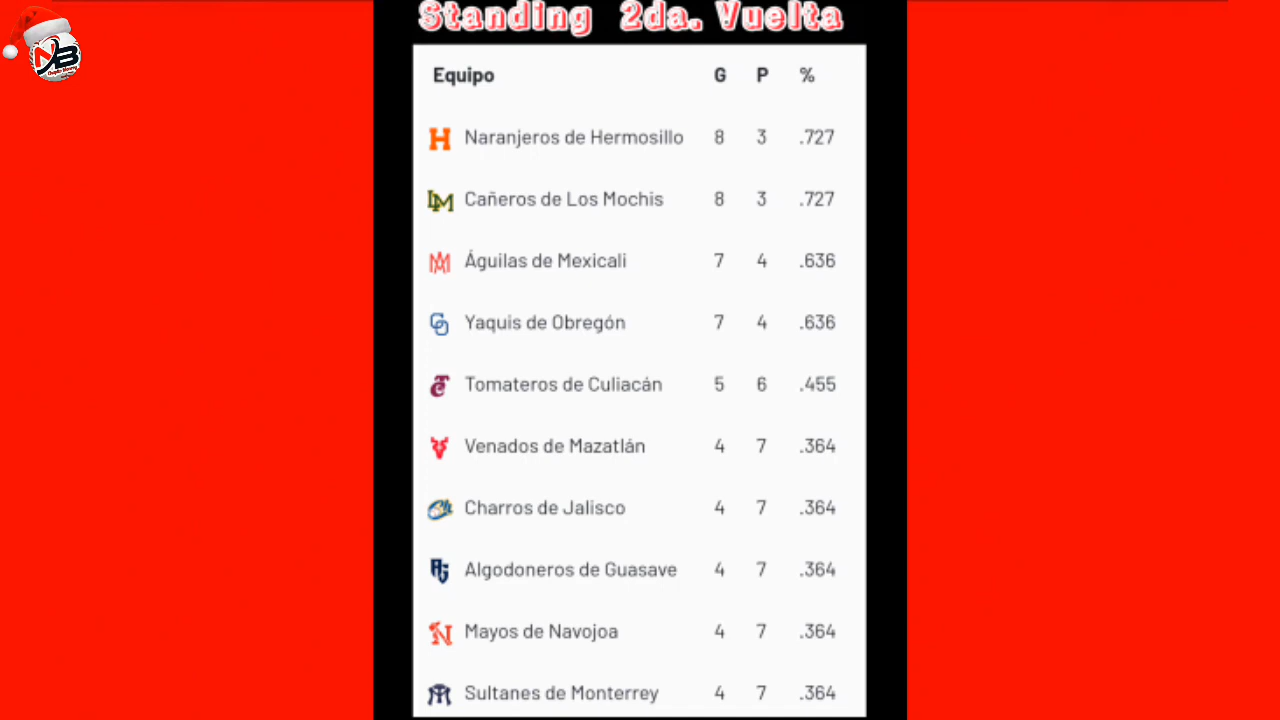 Standing 2da. Vuelta
Equipo G P %
Naranjeros de Hermosillo 8 3 .727
Cañeros de Los Mochis 8 3 .727
Águilas de Mexicali 7 4 .636
Yaquis de Obregón 7 4 .636
Tomateros de Culiacán 5 6 .455
Venados de Mazatlán 4 7 .364
Charros de Jalisco 4 7 .364
Algodoneros de Guasave 4 7 .364
Mayos de Navojoa 4 7 .364
Sultanes de Monterrey 4 7 .364